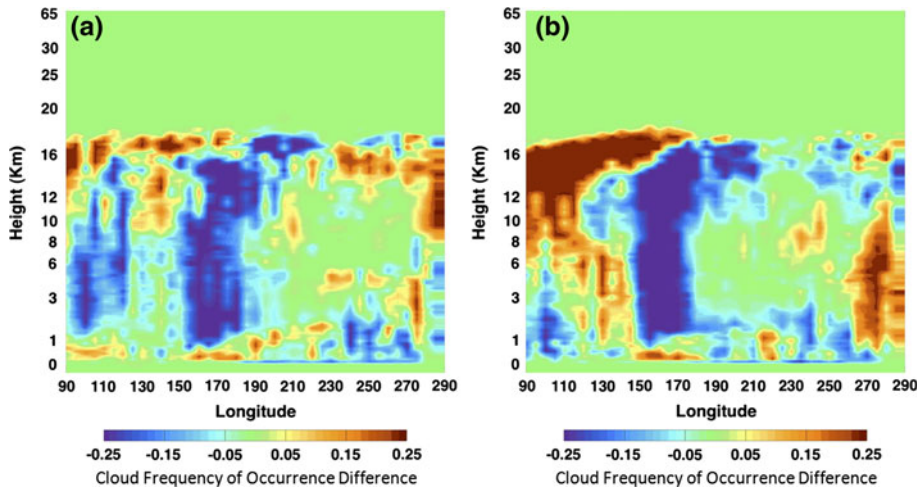 (a)
65
30
25
20
16
12
10
8
6
3
1
0
Height (Km)
90 110 130 150 170 190 210 230 250 270 290
Longitude
-0.25 -0.15 -0.05 0.05 0.15 0.25
Cloud Frequency of Occurrence Difference
(b)
65
30
25
20
16
12
10
8
6
3
1
0
Height (Km)
90 110 130 150 170 190 210 230 250 270 290
Longitude
-0.25 -0.15 -0.05 0.05 0.15 0.25
Cloud Frequency of Occurrence Difference